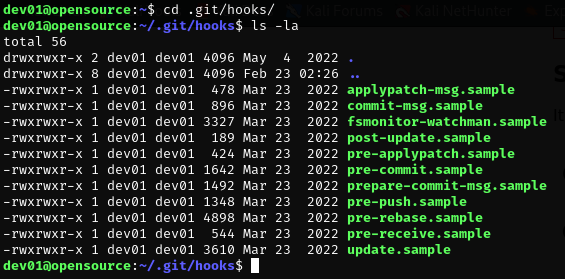 dev01@opensource:~$ cd .git/hooks/
dev01@opensource:~/.git/hooks$ ls -la
total 56
drwxrwxr-x 2 dev01 dev01 4096 May  4  2022 .
drwxrwxr-x 8 dev01 dev01 4096 Feb 23 02:26 ..
-rwxrwxr-x 1 dev01 dev01  478 Mar 23  2022 applypatch-msg.sample
-rwxrwxr-x 1 dev01 dev01  896 Mar 23  2022 commit-msg.sample
-rwxrwxr-x 1 dev01 dev01 3327 Mar 23  2022 fsmonitor-watchman.sample
-rwxrwxr-x 1 dev01 dev01  189 Mar 23  2022 post-update.sample
-rwxrwxr-x 1 dev01 dev01  424 Mar 23  2022 pre-applypatch.sample
-rwxrwxr-x 1 dev01 dev01 1642 Mar 23  2022 pre-commit.sample
-rwxrwxr-x 1 dev01 dev01 1492 Mar 23  2022 prepare-commit-msg.sample
-rwxrwxr-x 1 dev01 dev01 1348 Mar 23  2022 pre-push.sample
-rwxrwxr-x 1 dev01 dev01 4898 Mar 23  2022 pre-rebase.sample
-rwxrwxr-x 1 dev01 dev01  544 Mar 23  2022 pre-receive.sample
-rwxrwxr-x 1 dev01 dev01 3610 Mar 23  2022 update.sample
dev01@opensource:~/.git/hooks$
Kali Forums
Kali NetHunter